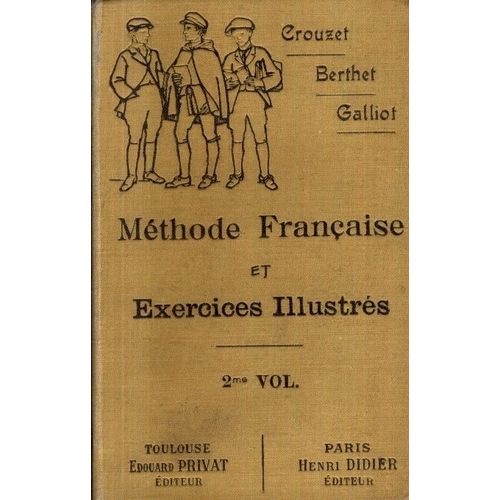 Crouzet
Berthet
Galliot
Méthode Française
ET
Exercices Illustrés
2me VOL.
TOULOUSE
EDOUARD PRIVAT
ÉDITEUR
PARIS
HENRI DIDIER
ÉDITEUR